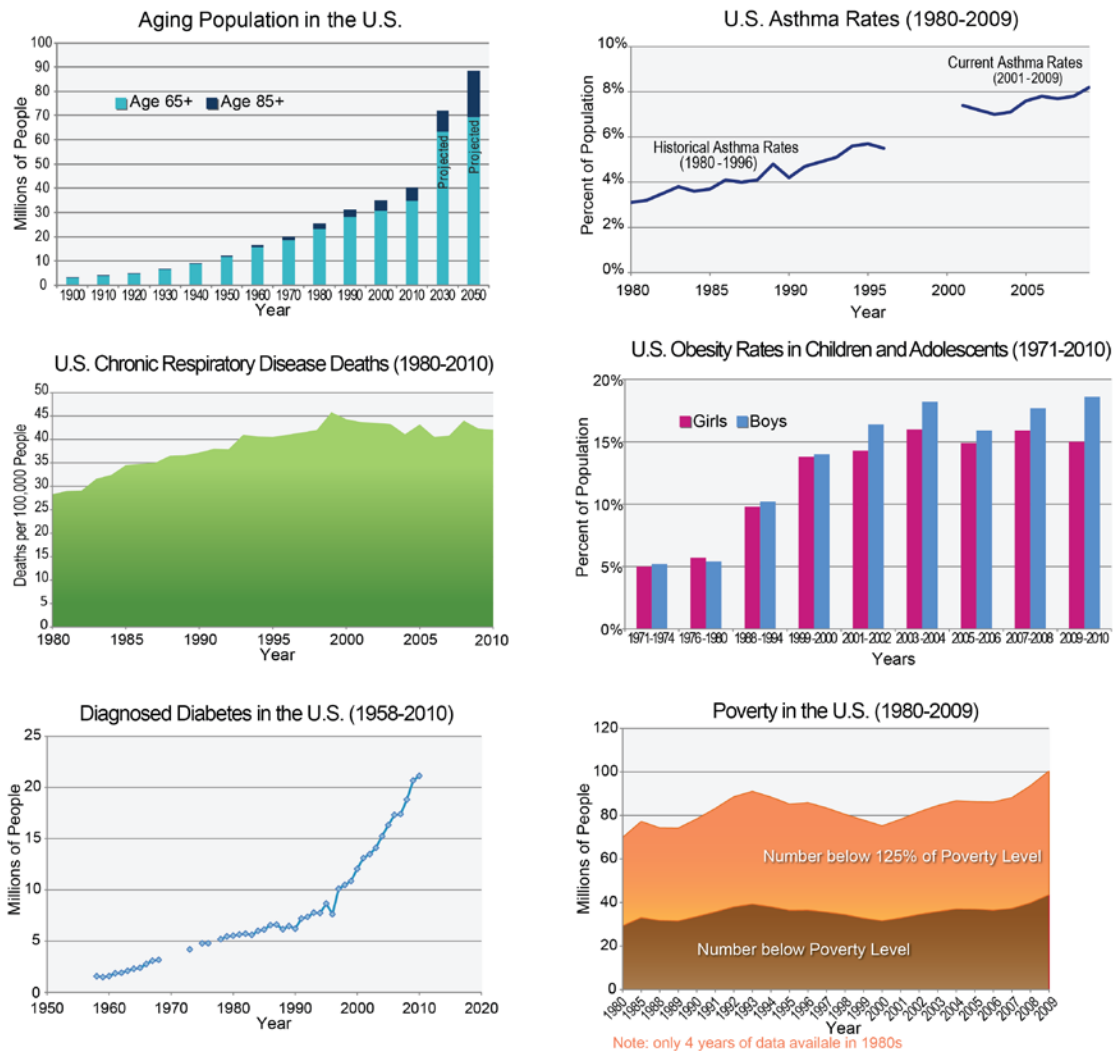 Aging Population in the U.S.
Millions of People
100
90
80
70
60
50
40
30
20
10
0
Age 65+ Age 85+
Projected
Projected
1900 1910 1920 1930 1940 1950 1960 1970 1980 1990 2000 2010 2030 2050
Year
U.S. Asthma Rates (1980-2009)
Percent of Population
10%
8%
6%
4%
2%
0%
Current Asthma Rates
(2001-2009)
Historical Asthma Rates
(1980-1996)
1980 1985 1990 1995 2000 2005
Year
U.S. Chronic Respiratory Disease Deaths (1980-2010)
Deaths per 100,000 People
50
45
40
35
30
25
20
15
10
5
0
1980 1985 1990 1995 2000 2005 2010
Year
U.S. Obesity Rates in Children and Adolescents (1971-2010)
Percent of Population
20%
15%
10%
5%
0%
Girls Boys
1971-1974 1976-1980 1988-1994 1999-2000 2001-2002 2003-2004 2005-2006 2007-2008 2009-2010
Years
Diagnosed Diabetes in the U.S. (1958-2010)
Millions of People
25
20
15
10
5
0
1950 1960 1970 1980 1990 2000 2010 2020
Year
Poverty in the U.S. (1980-2009)
Millions of People
120
100
80
60
40
20
0
Number below 125% of Poverty Level
Number below Poverty Level
1980 1985 1988 1989 1990 1991 1992 1993 1994 1995 1996 1997 1998 1999 2000 2001 2002 2003 2004 2005 2006 2007 2008 2009
Year
Note: only 4 years of data availale in 1980s